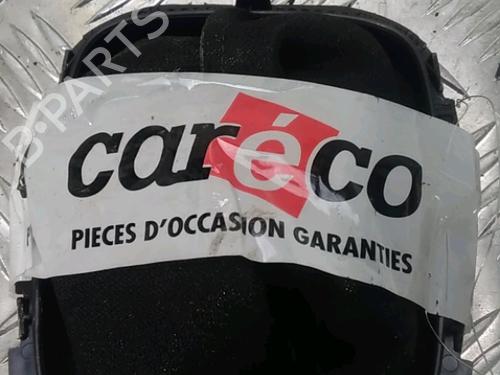 B-PARTS
caréco
PIECES D'OCCASION GARANTIES